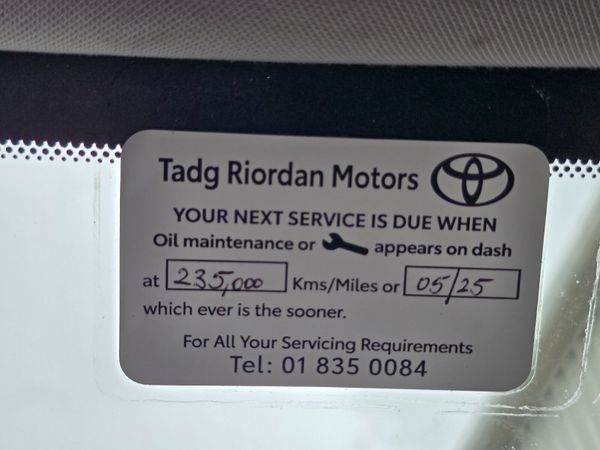 Tadg Riordan Motors
YOUR NEXT SERVICE IS DUE WHEN
Oil maintenance or appears on dash
at 235,000 Kms/Miles or 05/25
which ever is the sooner.
For All Your Servicing Requirements
Tel: 01 835 0084